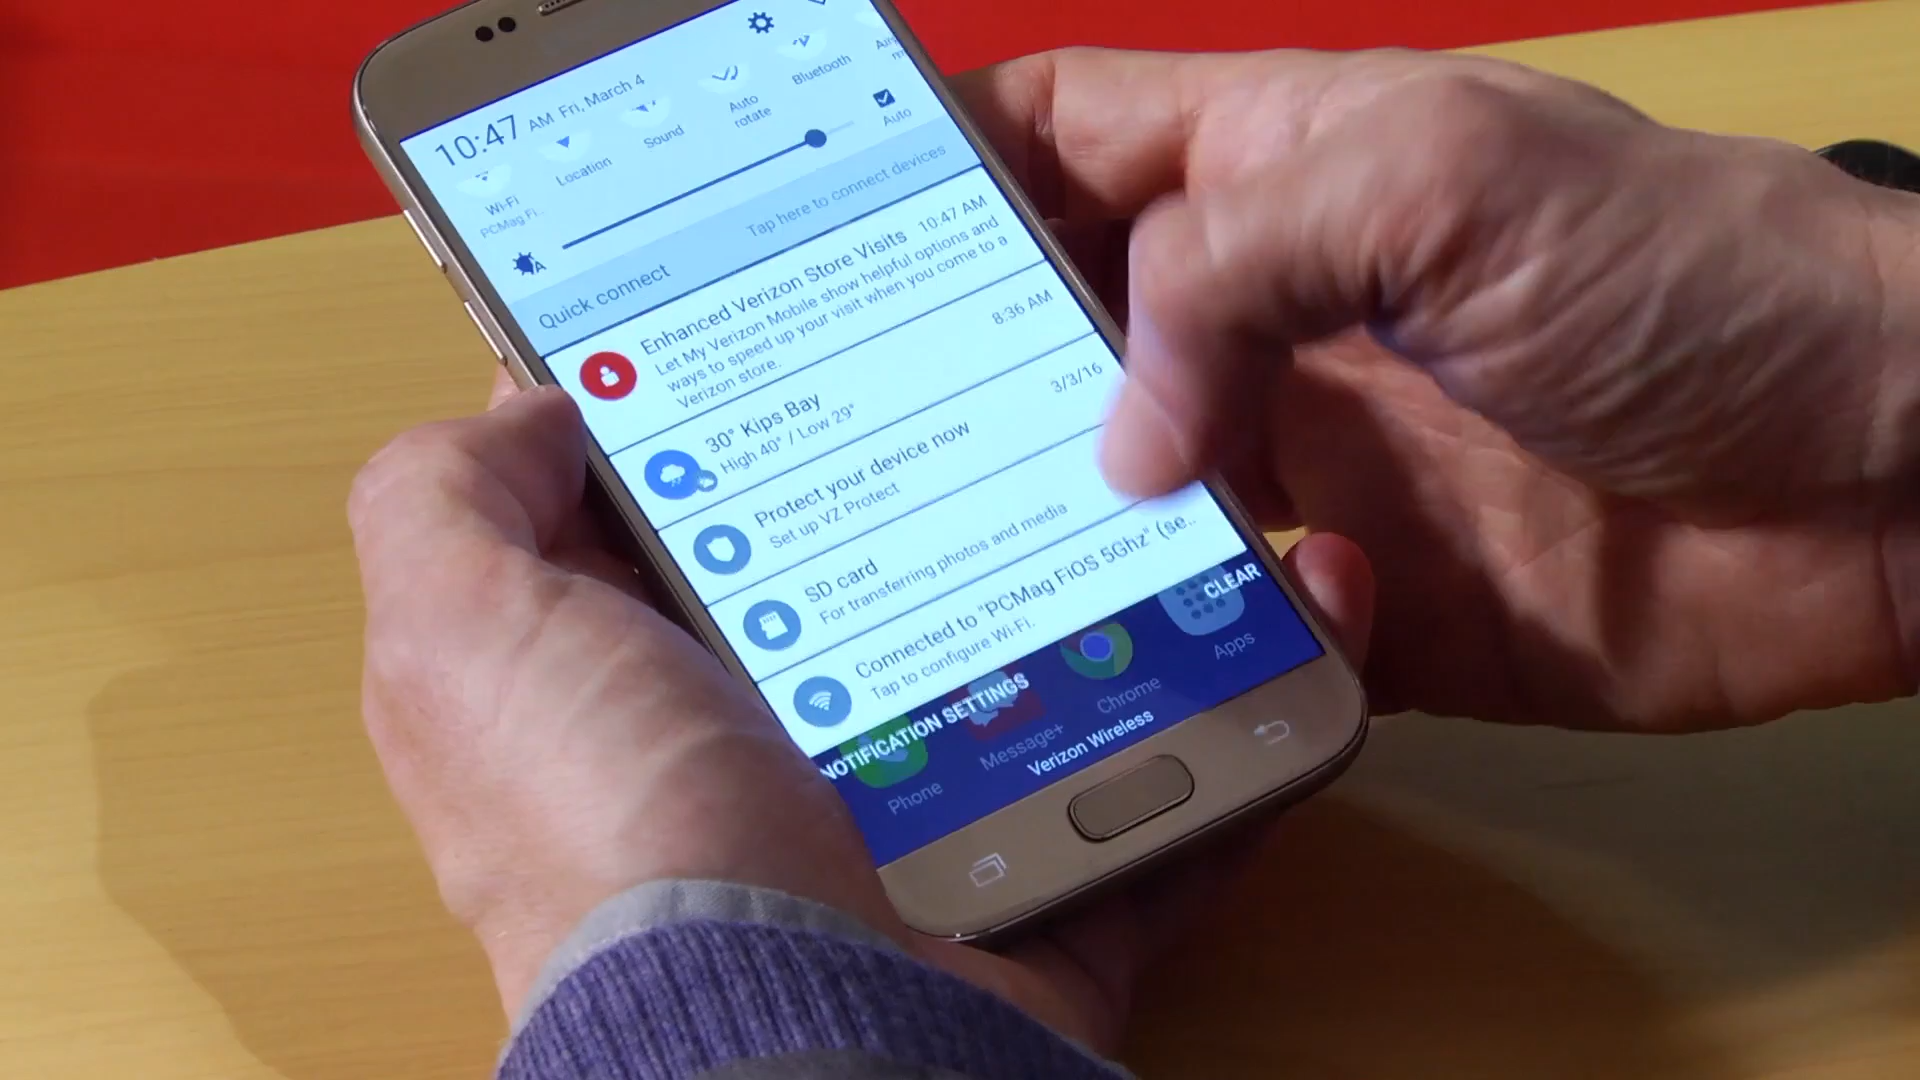 10:47 AM Fri, March 4
Wi-Fi
PCMag Fi...
Location
Sound
Auto
rotate
Bluetooth
Auto
Quick connect
Tap here to connect devices
Enhanced Verizon Store Visits 10:47 AM
Let My Verizon Mobile show helpful options and
ways to speed up your visit when you come to a
Verizon store.
30° Kips Bay 8:36 AM
High 40° / Low 29°
Protect your device now 3/3/16
Set up VZ Protect
SD card
For transferring photos and media
Connected to "PCMag FiOS 5Ghz" (se..
Tap to configure Wi-Fi.
NOTIFICATION SETTINGS
CLEAR
Phone
Message+
Chrome
Apps
Verizon Wireless